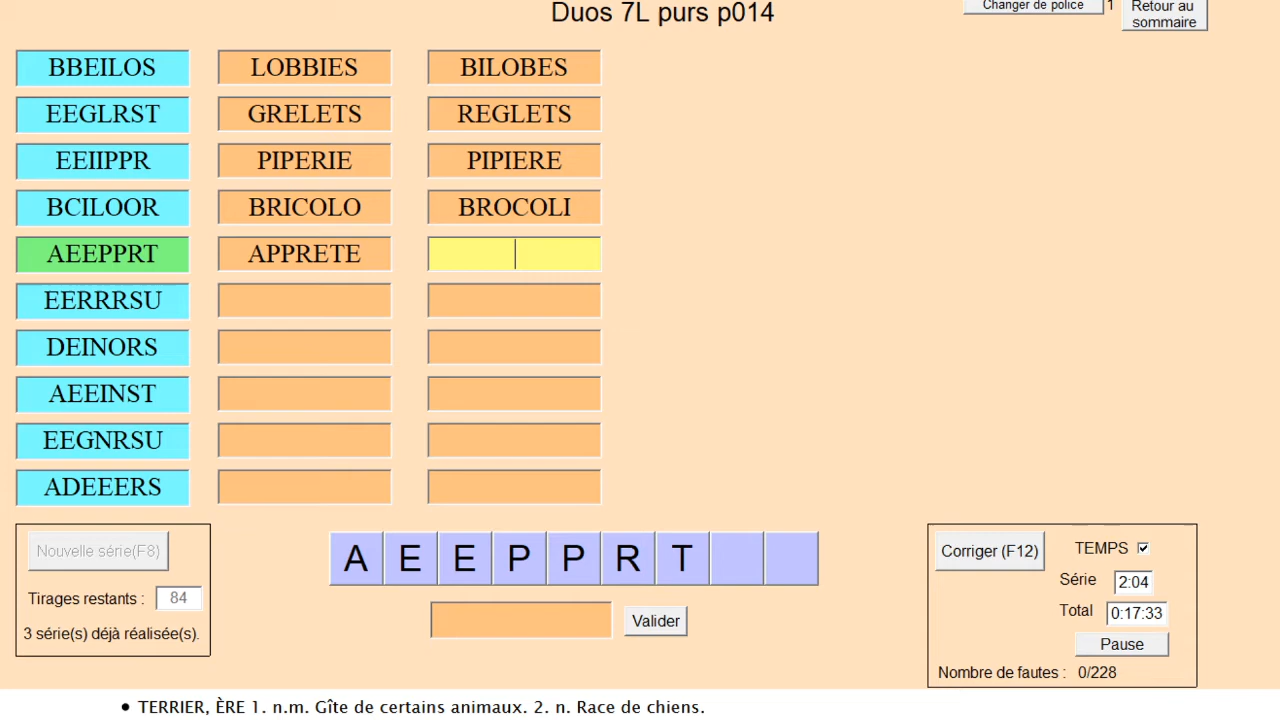 Duos 7L purs p014
Changer de police 1 Retour au
sommaire
BBEILOS LOBBIES BILOBES
EEGLRST GRELETS REGLETS
EEIIPPR PIPERIE PIPIERE
BCILOOR BRICOLO BROCOLI
AEEPPRT APPRETE
EERRRSU
DEINORS
AEEINST
EEGNRSU
ADEEERS
Nouvelle série(F8)
Tirages restants : 84
3 série(s) déjà réalisée(s).
A E E P P R T
Valider
Corriger (F12) TEMPS
Série 2:04
Total 0:17:33
Pause
Nombre de fautes : 0/228
• TERRIER, ÈRE 1. n.m. Gîte de certains animaux. 2. n. Race de chiens.